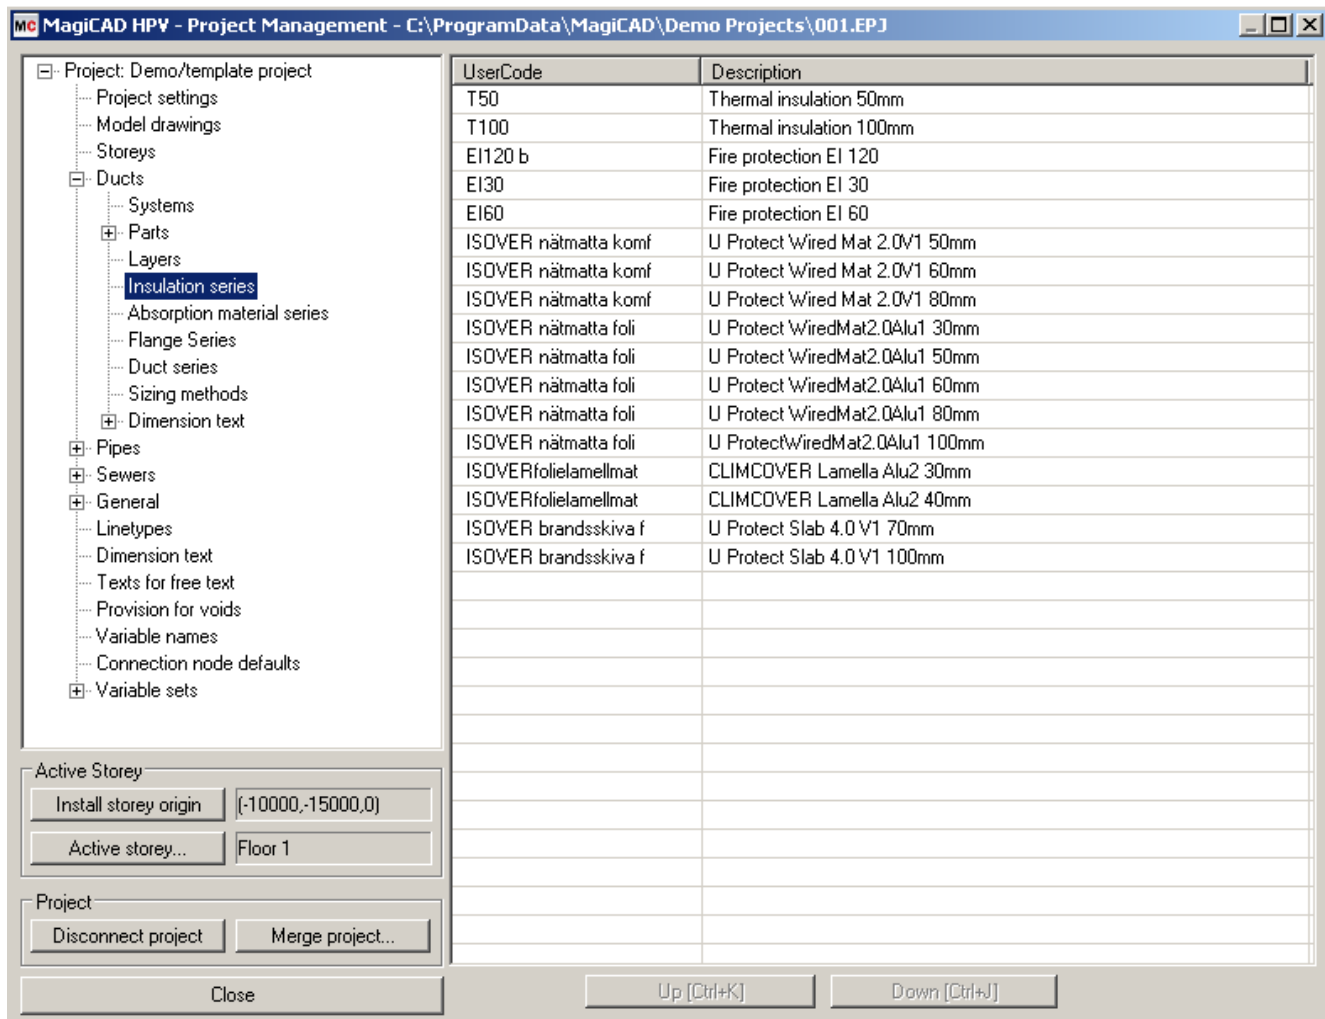 MC MagiCAD HPV - Project Management - C:\ProgramData\MagiCAD\Demo Projects\001.EPJ
Project: Demo/template project
Project settings
Model drawings
Storeys
Ducts
Systems
Parts
Layers
Insulation series
Absorption material series
Flange Series
Duct series
Sizing methods
Dimension text
Pipes
Sewers
General
Linetypes
Dimension text
Texts for free text
Provision for voids
Variable names
Connection node defaults
Variable sets
Active Storey
Install storey origin (-10000,-15000,0)
Active storey... Floor 1
Project
Disconnect project Merge project...
Close
UserCode Description
T50 Thermal insulation 50mm
T100 Thermal insulation 100mm
EI120 b Fire protection EI 120
EI30 Fire protection EI 30
EI60 Fire protection EI 60
ISOVER nätmatta komf U Protect Wired Mat 2.0V1 50mm
ISOVER nätmatta komf U Protect Wired Mat 2.0V1 60mm
ISOVER nätmatta komf U Protect Wired Mat 2.0V1 80mm
ISOVER nätmatta foli U Protect WiredMat2.0Alu1 30mm
ISOVER nätmatta foli U Protect WiredMat2.0Alu1 50mm
ISOVER nätmatta foli U Protect WiredMat2.0Alu1 60mm
ISOVER nätmatta foli U Protect WiredMat2.0Alu1 80mm
ISOVER nätmatta foli U ProtectWiredMat2.0Alu1 100mm
ISOVERfolielamellmat CLIMCOVER Lamella Alu2 30mm
ISOVERfolielamellmat CLIMCOVER Lamella Alu2 40mm
ISOVER brandsskiva f U Protect Slab 4.0 V1 70mm
ISOVER brandsskiva f U Protect Slab 4.0 V1 100mm
Up [Ctrl+K] Down [Ctrl+J]